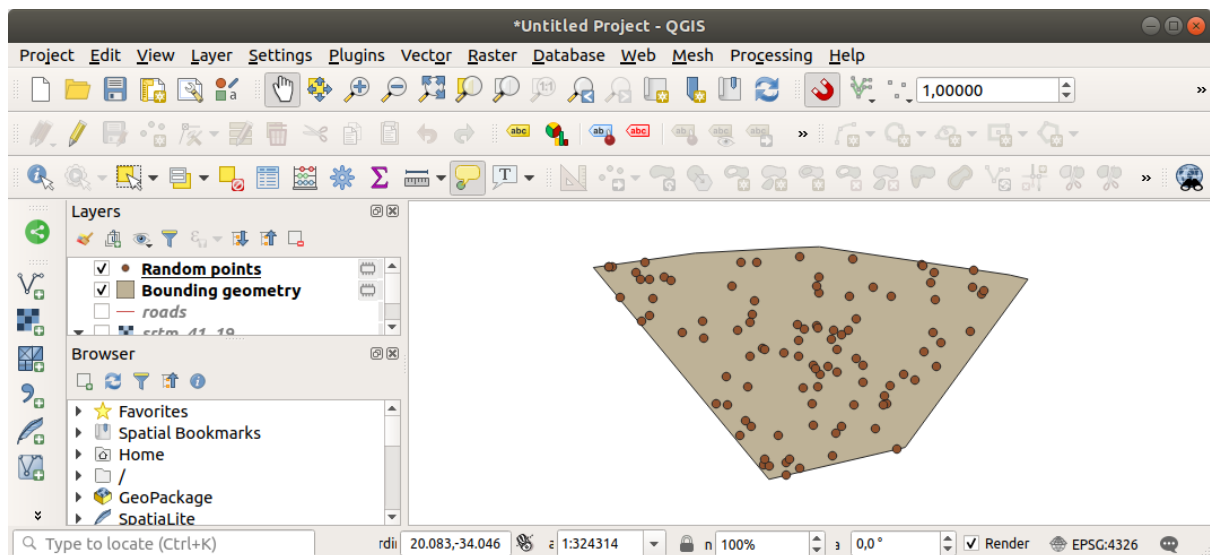 *Untitled Project - QGIS
Project Edit View Layer Settings Plugins Vector Raster Database Web Mesh Processing Help
1,00000
abc abc
Layers
Random points
Bounding geometry
roads
srtm_41_19
Browser
Favorites
Spatial Bookmarks
Home
/
GeoPackage
SpatiaLite
Type to locate (Ctrl+K) rdi 20.083,-34.046 1:324314 n 100% 0,0 ° Render EPSG:4326